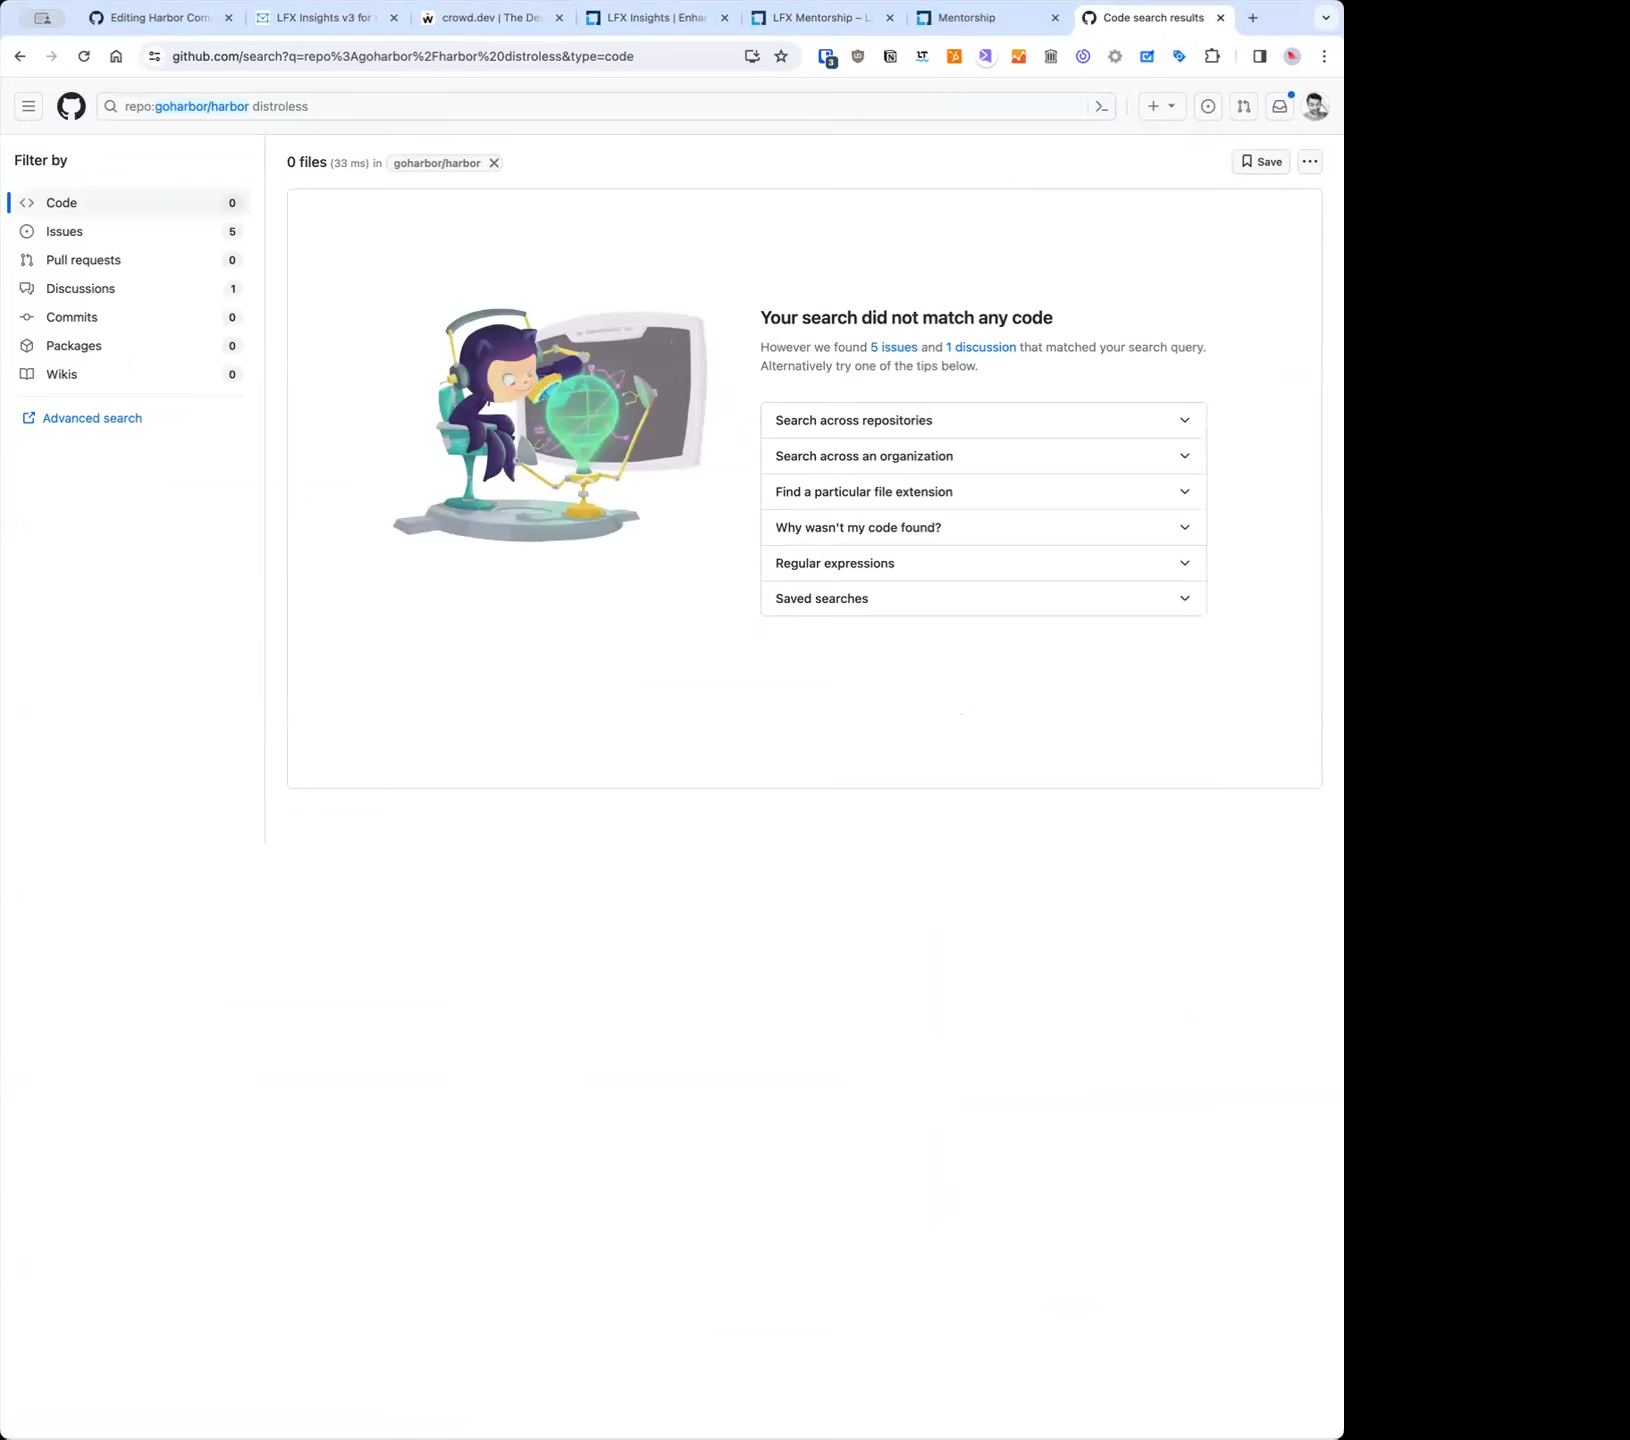 Editing Harbor Com
LFX Insights v3 for
crowd.dev | The De
LFX Insights | Enhar
LFX Mentorship – L
Mentorship
Code search results
github.com/search?q=repo%3Agoharbor%2Fharbor%20distroless&type=code
3
repo:goharbor/harbor distroless
Filter by
Code 0
Issues 5
Pull requests 0
Discussions 1
Commits 0
Packages 0
Wikis 0
Advanced search
0 files (33 ms) in goharbor/harbor
Save
Your search did not match any code
However we found 5 issues and 1 discussion that matched your search query.
Alternatively try one of the tips below.
Search across repositories
Search across an organization
Find a particular file extension
Why wasn't my code found?
Regular expressions
Saved searches